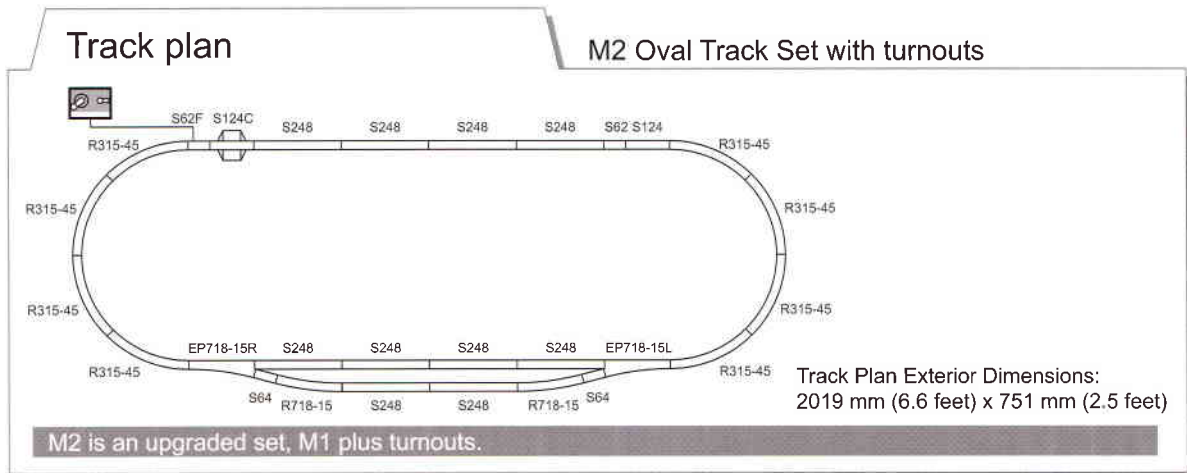 Track plan
M2 Oval Track Set with turnouts
S62F S124C S248 S248 S248 S248 S62 S124
R315-45 R315-45
R315-45 R315-45
R315-45 R315-45
EP718-15R S248 S248 S248 S248 EP718-15L
R315-45 R315-45
S64 R718-15 S248 S248 R718-15 S64
Track Plan Exterior Dimensions:
2019 mm (6.6 feet) x 751 mm (2.5 feet)
M2 is an upgraded set, M1 plus turnouts.